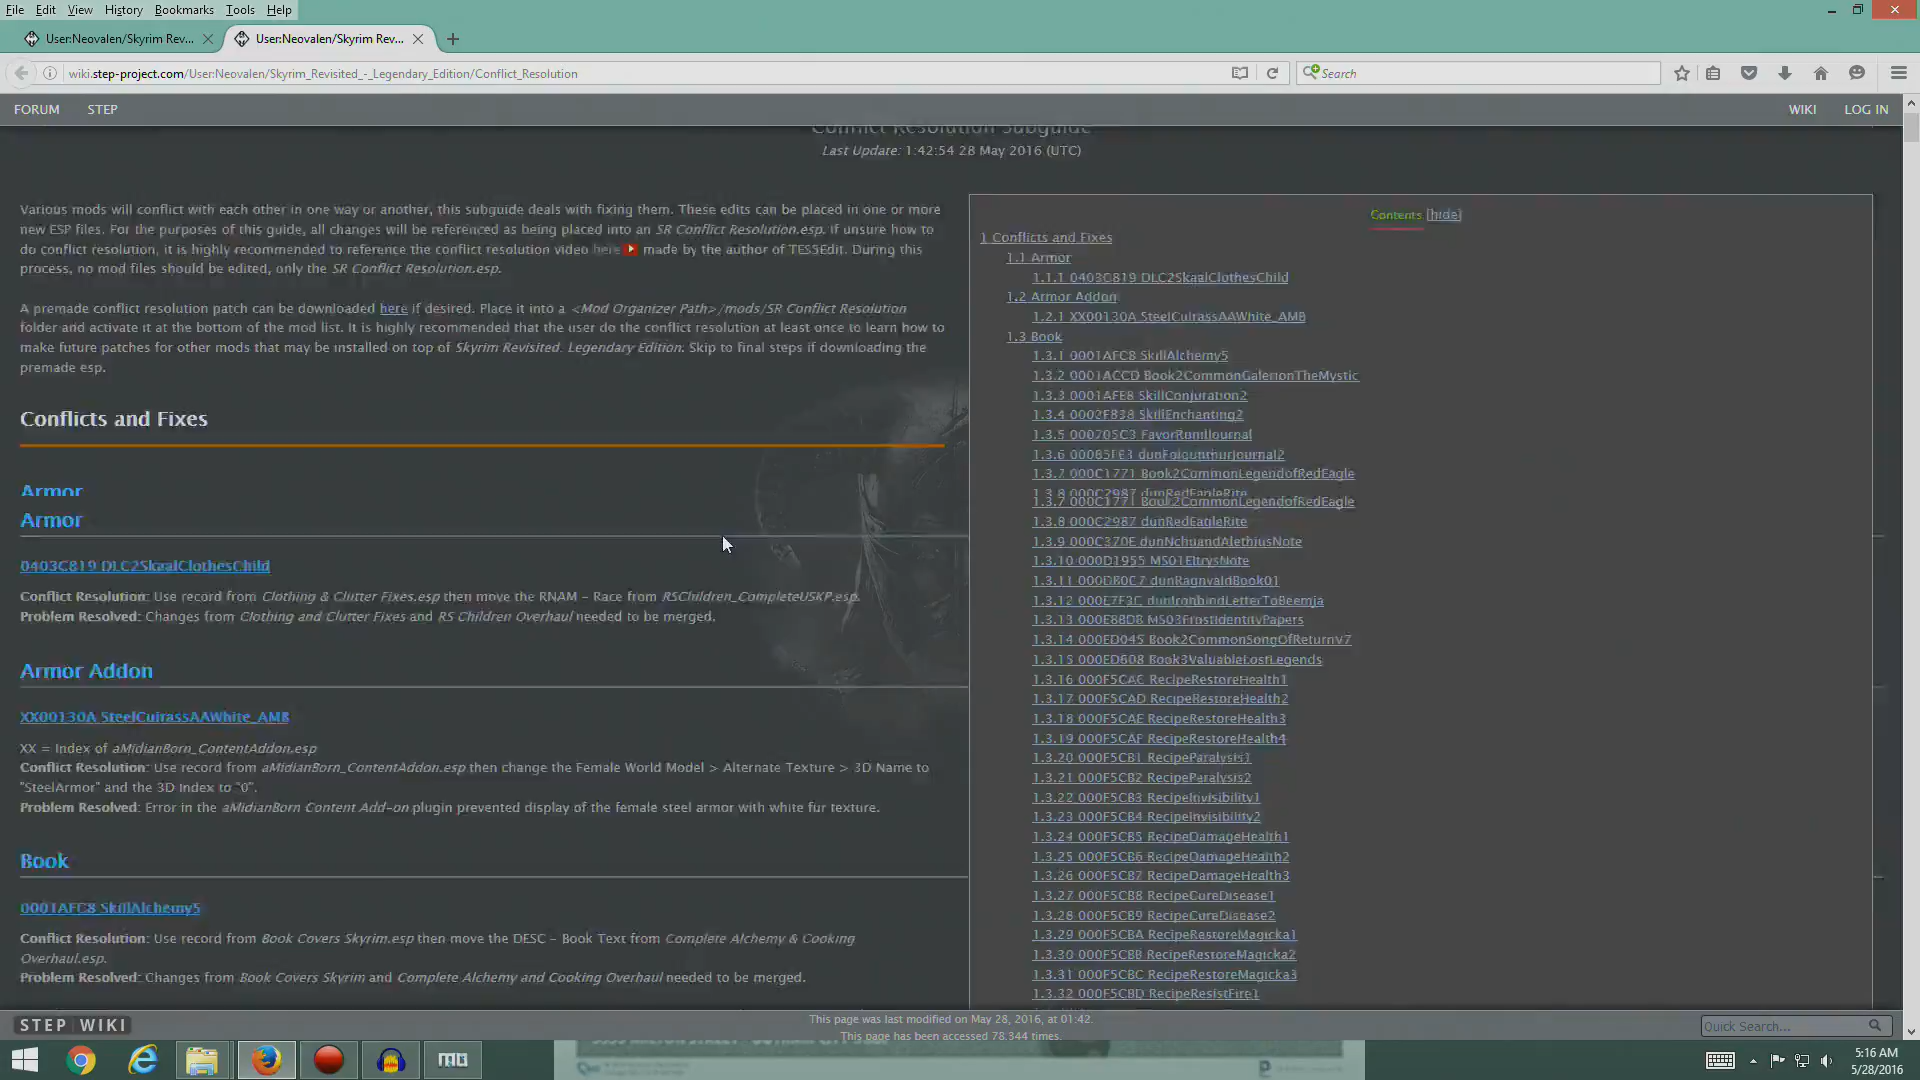 File Edit View History Bookmarks Tools Help
User:Neovalen/Skyrim Rev... User:Neovalen/Skyrim Rev...
wiki.step-project.com/User:Neovalen/Skyrim_Revisited_-_Legendary_Edition/Conflict_Resolution Search
FORUM STEP WIKI LOG IN
Conflict Resolution Subguide
Last Update: 1:42:54 28 May 2016 (UTC)
Various mods will conflict with each other in one way or another, this subguide deals with fixing them. These edits can be placed in one or more
new ESP files. For the purposes of this guide, all changes will be referenced as being placed into an SR Conflict Resolution.esp. If unsure how to
do conflict resolution, it is highly recommended to reference the conflict resolution video here made by the author of TES5Edit. During this
process, no mod files should be edited, only the SR Conflict Resolution.esp.
A premade conflict resolution patch can be downloaded here if desired. Place it into a <Mod Organizer Path>/mods/SR Conflict Resolution
folder and activate it at the bottom of the mod list. It is highly recommended that the user do the conflict resolution at least once to learn how to
make future patches for other mods that may be installed on top of Skyrim Revisited: Legendary Edition. Skip to final steps if downloading the
premade esp.
Conflicts and Fixes
Armor
Armor
0403C819 DLC2SkaalClothesChild
Conflict Resolution: Use record from Clothing & Clutter Fixes.esp then move the RNAM - Race from RSChildren_CompleteUSKP.esp.
Problem Resolved: Changes from Clothing and Clutter Fixes and RS Children Overhaul needed to be merged.
Armor Addon
XX00130A SteelCuirassAAWhite_AMB
XX = Index of aMidianBorn_ContentAddon.esp
Conflict Resolution: Use record from aMidianBorn_ContentAddon.esp then change the Female World Model > Alternate Texture > 3D Name to
"SteelArmor" and the 3D Index to "0".
Problem Resolved: Error in the aMidianBorn Content Add-on plugin prevented display of the female steel armor with white fur texture.
Book
0001AFC8 SkillAlchemy5
Conflict Resolution: Use record from Book Covers Skyrim.esp then move the DESC - Book Text from Complete Alchemy & Cooking
Overhaul.esp.
Problem Resolved: Changes from Book Covers Skyrim and Complete Alchemy and Cooking Overhaul needed to be merged.
Contents [hide]
1 Conflicts and Fixes
1.1 Armor
1.1.1 0403C819 DLC2SkaalClothesChild
1.2 Armor Addon
1.2.1 XX00130A SteelCuirassAAWhite_AMB
1.3 Book
1.3.1 0001AFC8 SkillAlchemy5
1.3.2 0001ACCD Book2CommonGalerionTheMystic
1.3.3 0001AFE8 SkillConjuration2
1.3.4 0002F838 SkillEnchanting2
1.3.5 000705C3 FavorRundJournal
1.3.6 00085FE1 dunFolgunthurJournal2
1.3.7 000C1771 Book2CommonLegendofRedEagle
1.3.8 000C2987 dunRedEagleRite
1.3.7 000C1771 Book2CommonLegendofRedEagle
1.3.8 000C2987 dunRedEagleRite
1.3.9 000C370E dunNchuandAlethiusNote
1.3.10 000D1955 MS01EltrysNote
1.3.11 000DB0E7 dunRagnvaldBook01
1.3.12 000E7F3C dunIronbindLetterToBeemja
1.3.13 000E88DB MS03FrostIdentityPapers
1.3.14 000ED045 Book2CommonSongOfReturnv7
1.3.15 000ED608 Book3ValuableLostLegends
1.3.16 000F5CAC RecipeRestoreHealth1
1.3.17 000F5CAD RecipeRestoreHealth2
1.3.18 000F5CAE RecipeRestoreHealth3
1.3.19 000F5CAF RecipeRestoreHealth4
1.3.20 000F5CB1 RecipeParalysis1
1.3.21 000F5CB2 RecipeParalysis2
1.3.22 000F5CB3 RecipeInvisibility1
1.3.23 000F5CB4 RecipeInvisibility2
1.3.24 000F5CB5 RecipeDamageHealth1
1.3.25 000F5CB6 RecipeDamageHealth2
1.3.26 000F5CB7 RecipeDamageHealth3
1.3.27 000F5CB8 RecipeCureDisease1
1.3.28 000F5CB9 RecipeCureDisease2
1.3.29 000F5CBA RecipeRestoreMagicka1
1.3.30 000F5CBB RecipeRestoreMagicka2
1.3.31 000F5CBC RecipeRestoreMagicka3
1.3.32 000F5CBD RecipeResistFire1
STEP WIKI
This page was last modified on May 28, 2016, at 01:42.
This page has been accessed 78,344 times.
Quick Search...
5:16 AM
5/28/2016